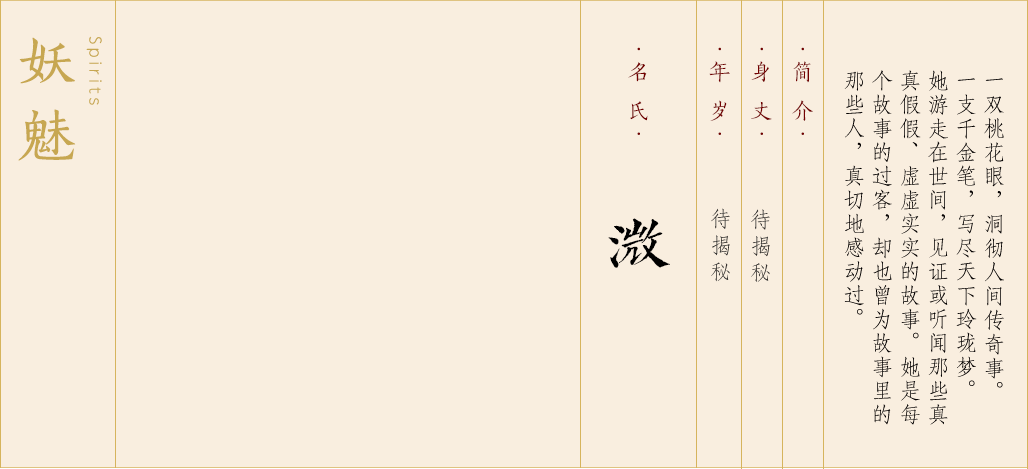 妖魅
Spirits
·名氏·
溦
·年岁·
待揭秘
·身丈·
待揭秘
·简介·
一双桃花眼，洞彻人间传奇事。
一支千金笔，写尽天下玲珑梦。
她游走在世间，见证或听闻那些真
真假假、虚虚实实的故事。她是每
个故事的过客，却也曾为故事里的
那些人，真切地感动过。